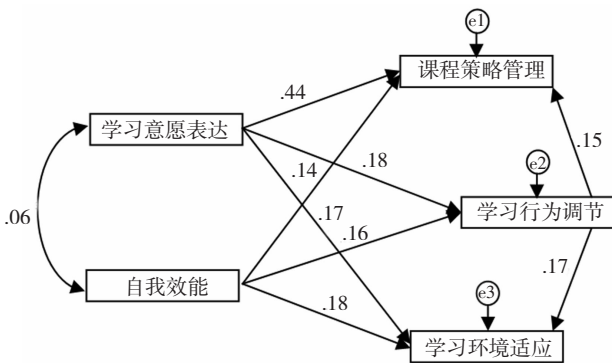 e1
课程策略管理
.44
学习意愿表达
.15
.14
.18
e2
.17
学习行为调节
.06
.16
.17
自我效能
.18
e3
学习环境适应